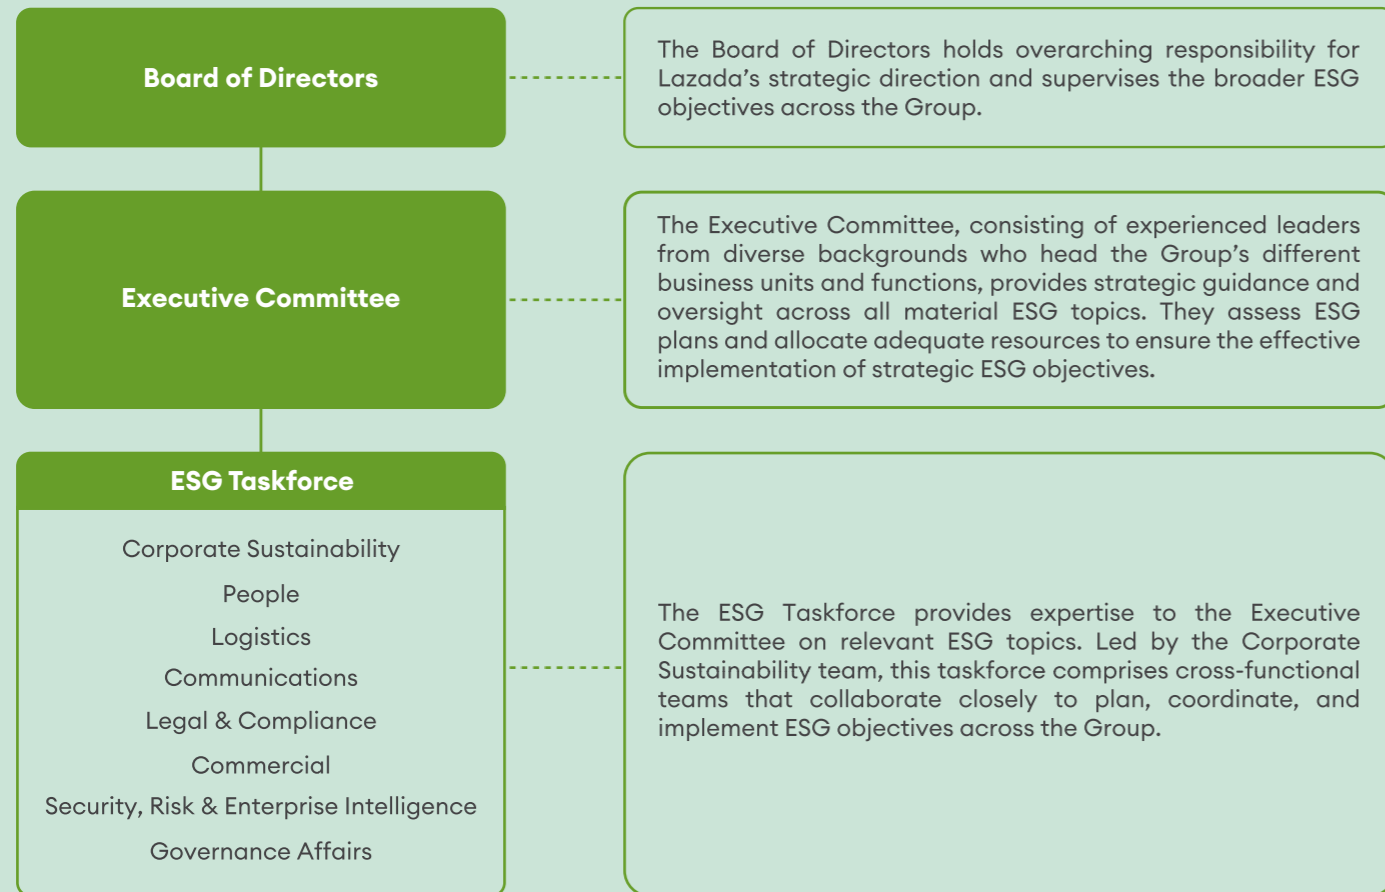 Board of Directors
The Board of Directors holds overarching responsibility for
Lazada's strategic direction and supervises the broader ESG
objectives across the Group.
Executive Committee
The Executive Committee, consisting of experienced leaders
from diverse backgrounds who head the Group's different
business units and functions, provides strategic guidance and
oversight across all material ESG topics. They assess ESG
plans and allocate adequate resources to ensure the effective
implementation of strategic ESG objectives.
ESG Taskforce
Corporate Sustainability
People
Logistics
Communications
Legal & Compliance
Commercial
Security, Risk & Enterprise Intelligence
Governance Affairs
The ESG Taskforce provides expertise to the Executive
Committee on relevant ESG topics. Led by the Corporate
Sustainability team, this taskforce comprises cross-functional
teams that collaborate closely to plan, coordinate, and
implement ESG objectives across the Group.